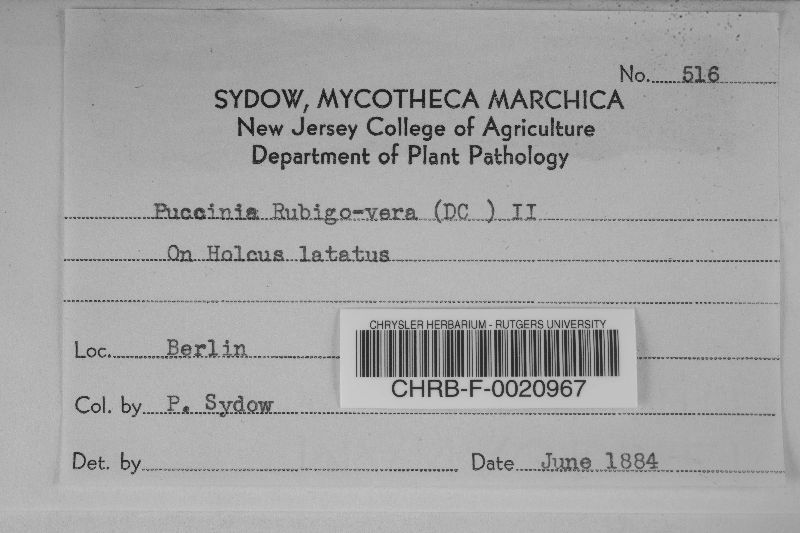 No. 516
SYDOW, MYCOTHECA MARCHICA
New Jersey College of Agriculture
Department of Plant Pathology
Puccinia Rubigo-vera (DC ) II
On Holcus latatus
CHRYSLER HERBARIUM - RUTGERS UNIVERSITY
Loc. Berlin
CHRB-F-0020967
Col. by P. Sydow
Det. by Date June 1884